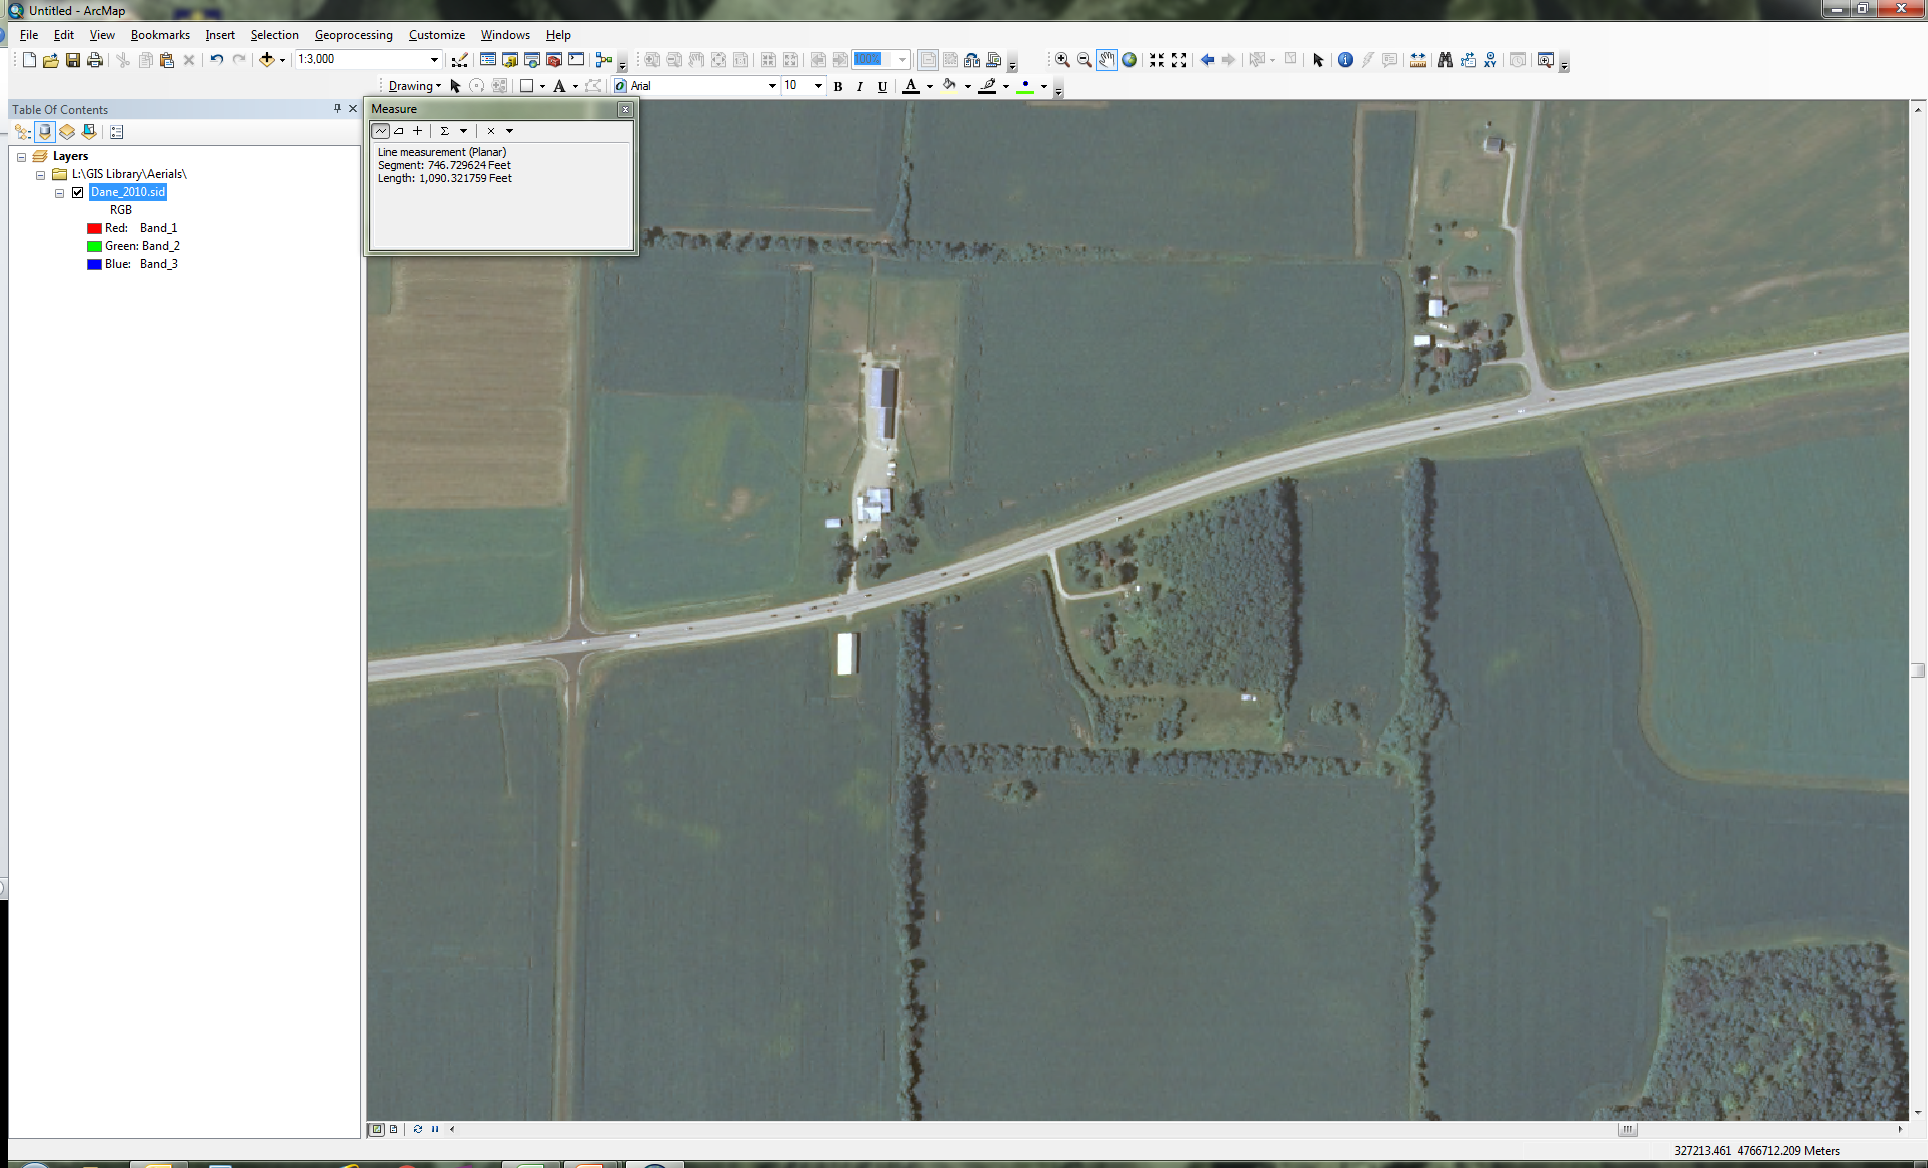 Untitled - ArcMap
File Edit View Bookmarks Insert Selection Geoprocessing Customize Windows Help
1:3,000
100%
Drawing
A
Arial
10
B I U A
Table Of Contents
Layers
L:\GIS Library\Aerials\
Dane_2010.sid
RGB
Red: Band_1
Green: Band_2
Blue: Band_3
Measure
Line measurement (Planar)
Segment: 746.729624 Feet
Length: 1,090.321759 Feet
327213.461 4766712.209 Meters